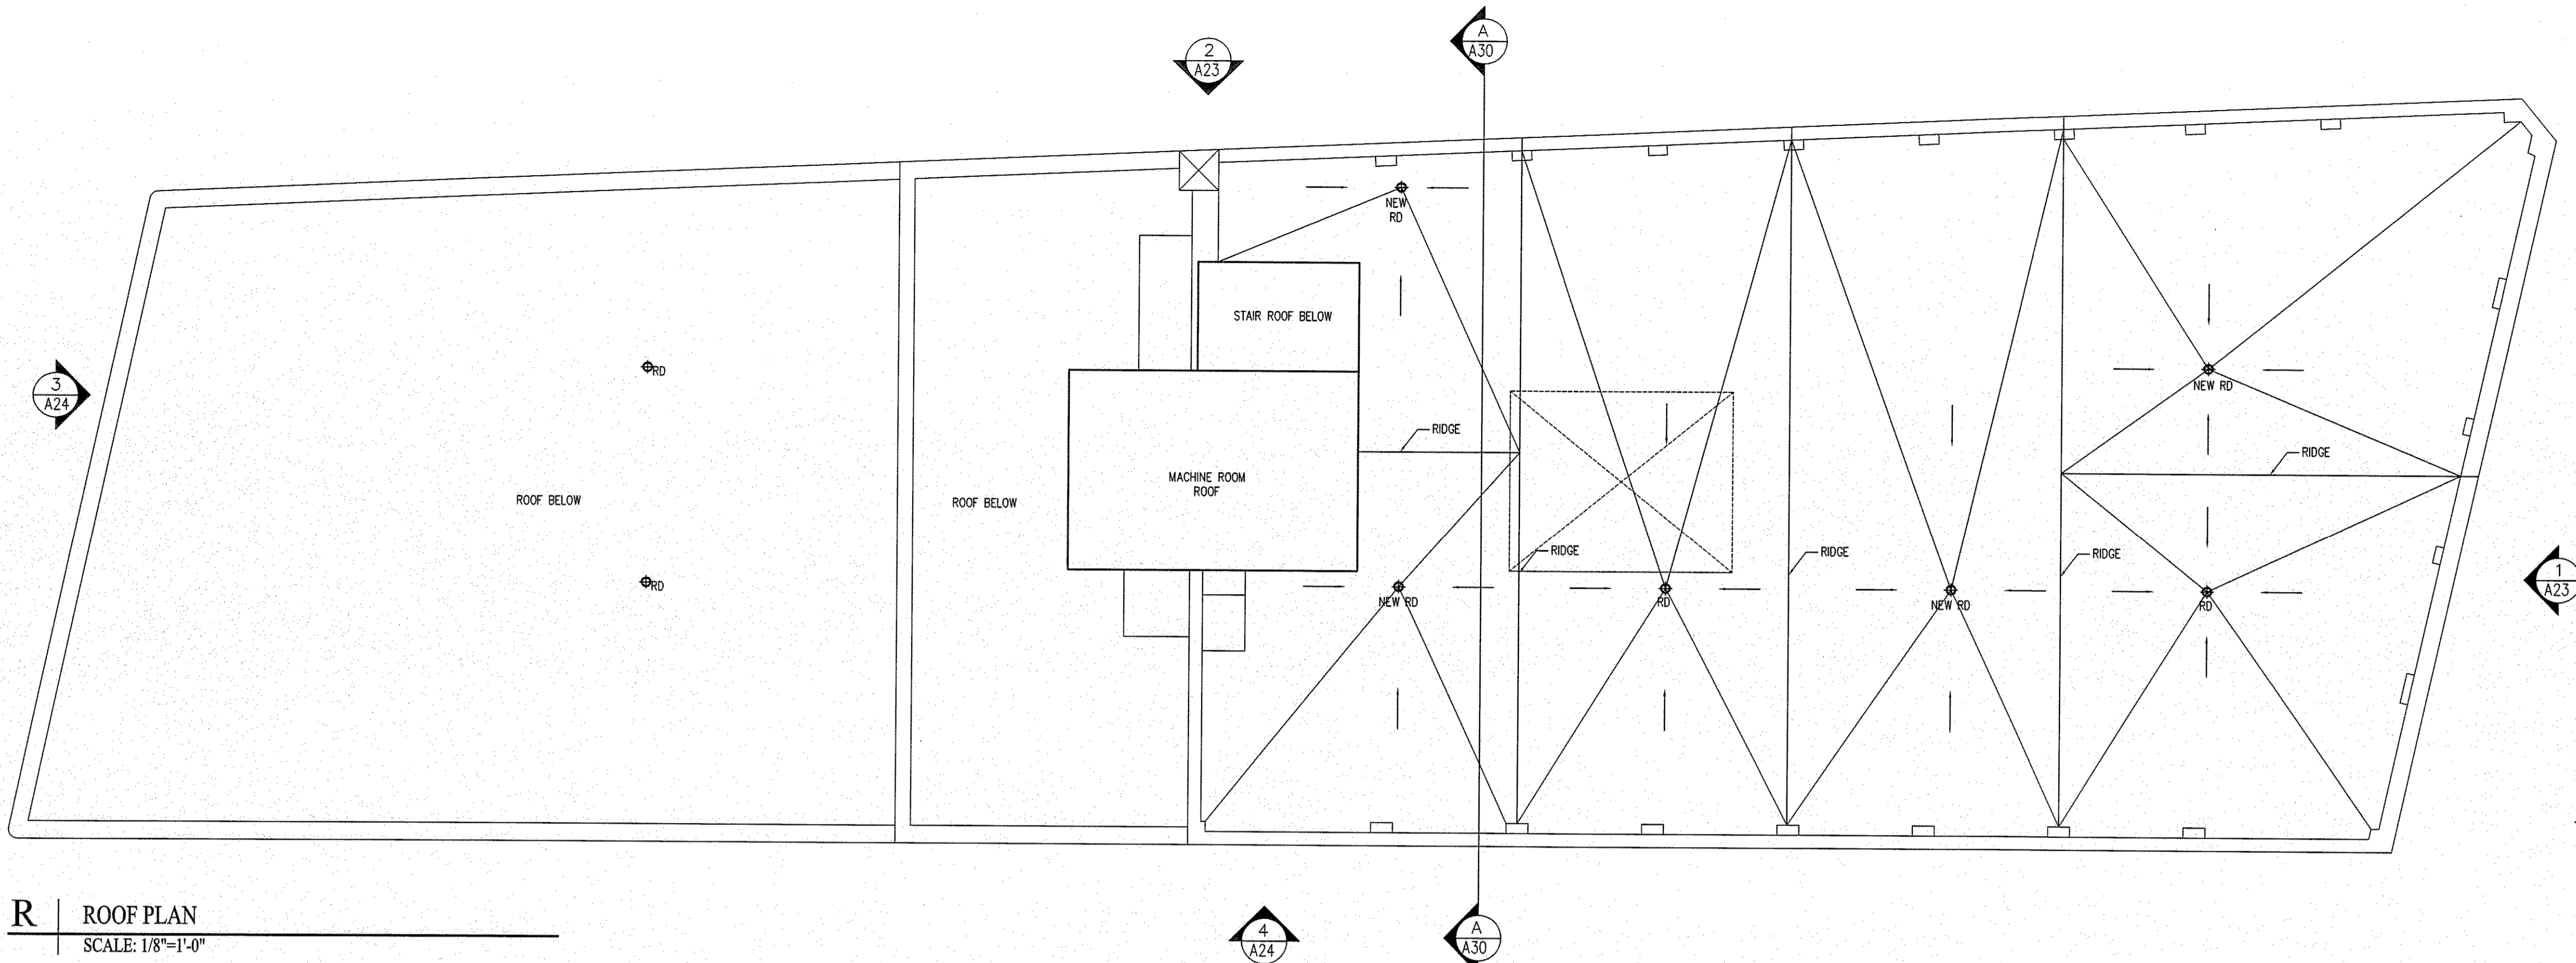 A
A30
2
A23
NEW
RD
STAIR ROOF BELOW
3
A24
RD
NEW RD
RIDGE
RIDGE
MACHINE ROOM
ROOF
ROOF BELOW
ROOF BELOW
RIDGE
RIDGE
RIDGE
1
A23
RD
NEW RD
RD
NEW RD
RD
R
ROOF PLAN
SCALE: 1/8"=1'-0"
4
A24
A
A30